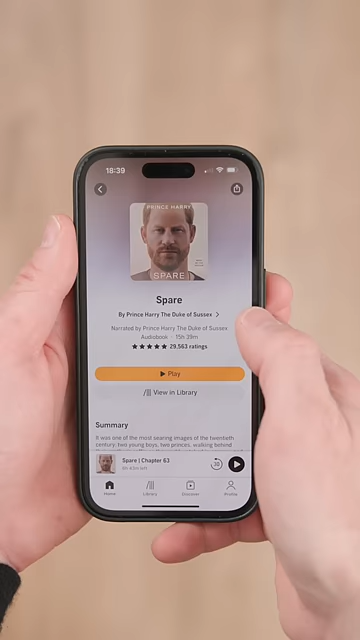 18:39
PRINCE HARRY
SPARE
Spare
By Prince Harry The Duke of Sussex
Narrated by Prince Harry The Duke of Sussex
Audiobook · 15h 39m
29,563 ratings
Play
View in Library
Summary
It was one of the most searing images of the twentieth
century: two young boys, two princes, walking behind
Spare | Chapter 63
left
30
Home
Library
Discover
Profile